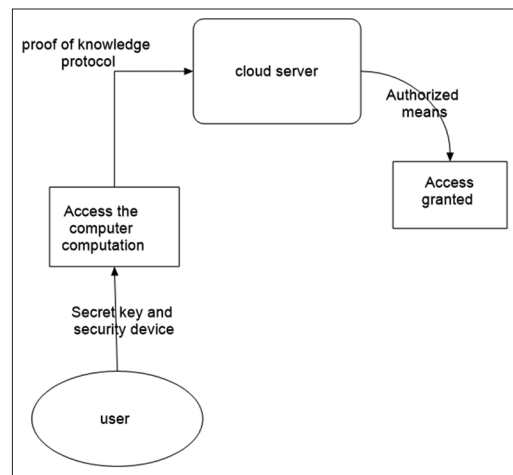 proof of knowledge
protocol
cloud server
Authorized
means
Access
granted
Access the
computer
computation
Secret key and
security device
user